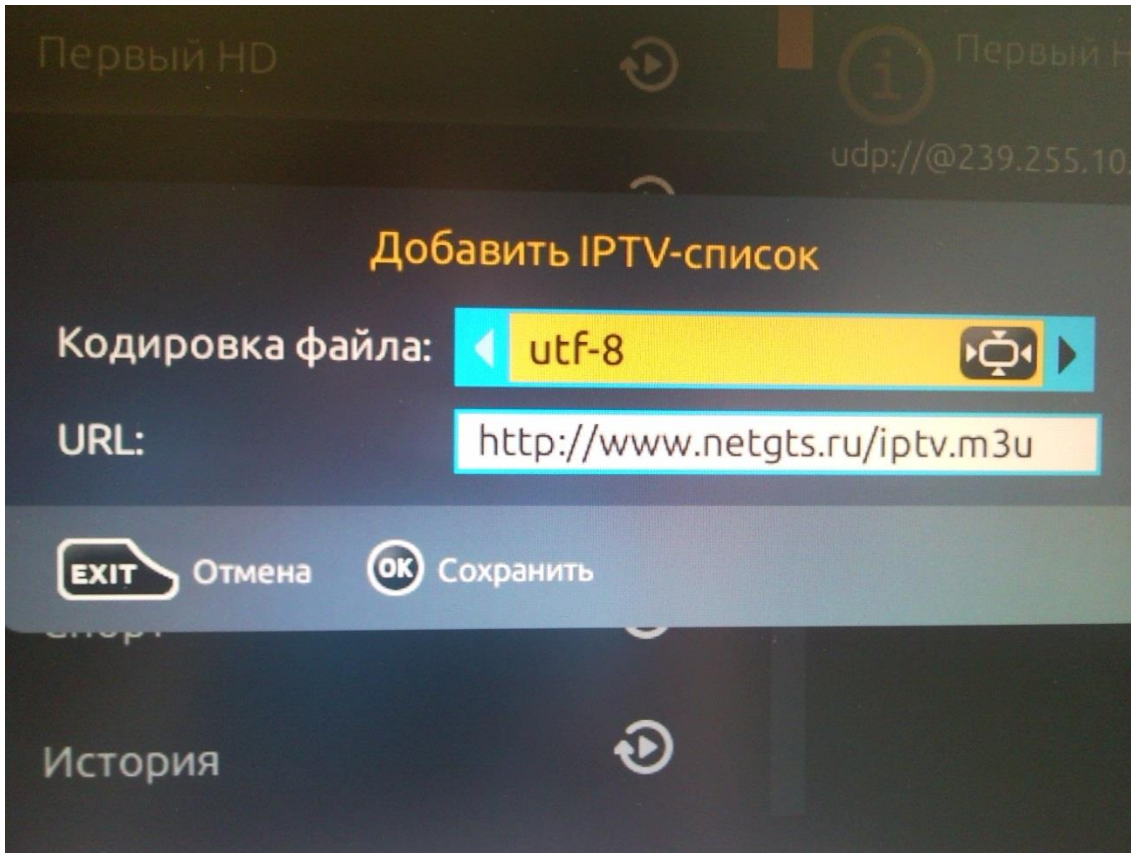 Первый HD
Первый
udp://@239.255.10.
Добавить IPTV-список
Кодировка файла:
utf-8
URL:
http://www.netgts.ru/iptv.m3u
EXIT Отмена OK Сохранить
История